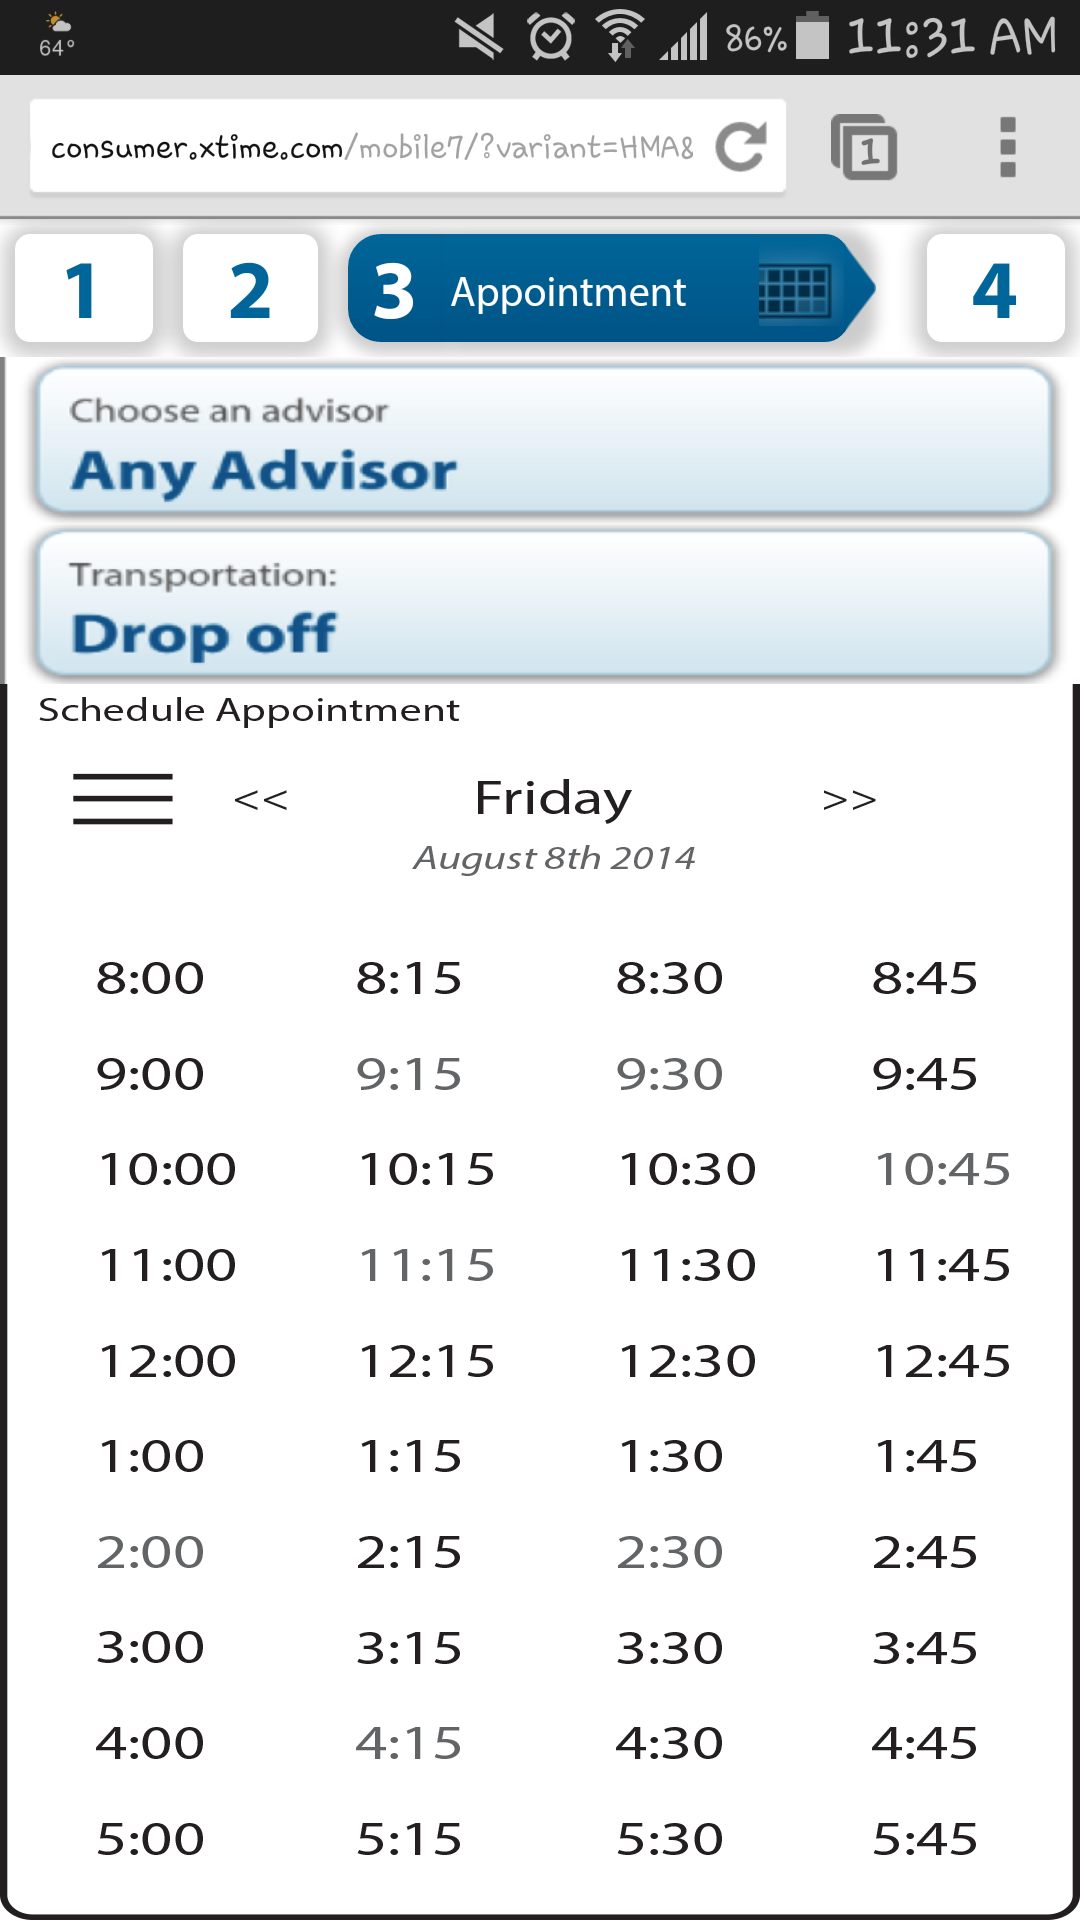 64°
86% 11:31 AM
consumer.xtime.com/mobile7/?variant=HMA&
1
1 2 3 Appointment 4
Choose an advisor
Any Advisor
Transportation:
Drop off
Schedule Appointment
<< Friday >>
August 8th 2014
8:00 8:15 8:30 8:45
9:00 9:15 9:30 9:45
10:00 10:15 10:30 10:45
11:00 11:15 11:30 11:45
12:00 12:15 12:30 12:45
1:00 1:15 1:30 1:45
2:00 2:15 2:30 2:45
3:00 3:15 3:30 3:45
4:00 4:15 4:30 4:45
5:00 5:15 5:30 5:45